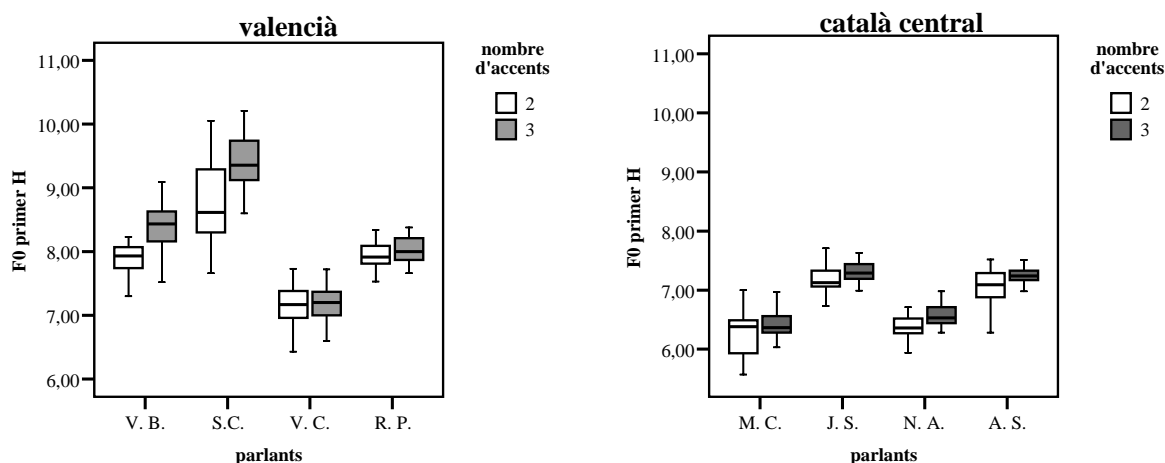 valencià
nombre
d'accents
2
3
11,00
10,00
9,00
8,00
7,00
6,00
F0 primer H
V. B.
S.C.
V. C.
R. P.
parlants
català central
nombre
d'accents
2
3
11,00
10,00
9,00
8,00
7,00
6,00
F0 primer H
M. C.
J. S.
N. A.
A. S.
parlants